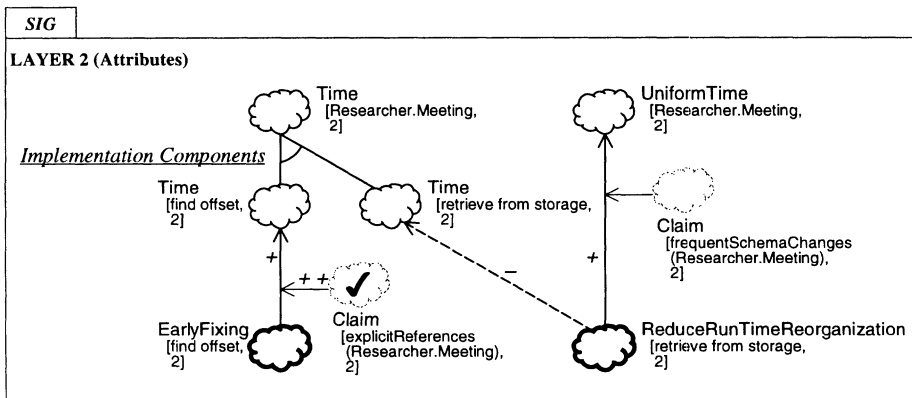 SIG
LAYER 2 (Attributes)
Time
[Researcher.Meeting,
2]
UniformTime
[Researcher.Meeting,
2]
Implementation Components
Time
[find offset,
2]
Time
[retrieve from storage,
2]
Claim
[frequentSchemaChanges
(Researcher.Meeting),
2]
+
+ +
✓
−
+
EarlyFixing
[find offset,
2]
Claim
[explicitReferences
(Researcher.Meeting),
2]
ReduceRunTimeReorganization
[retrieve from storage,
2]